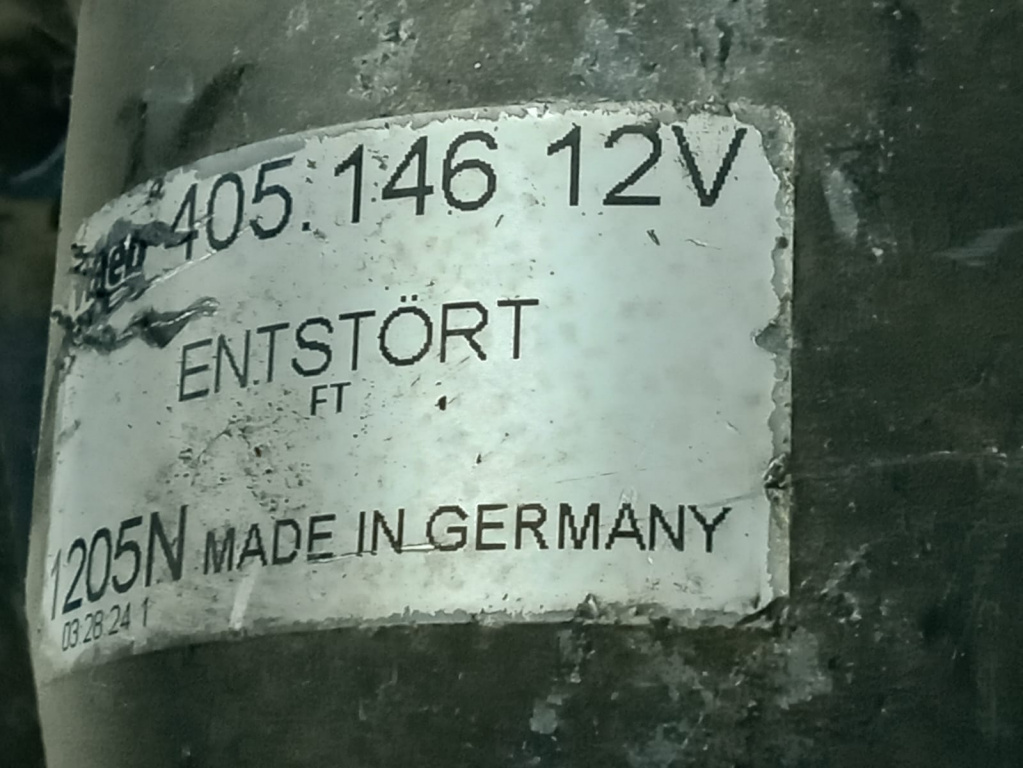 405.146 12V
ENTSTÖRT
FT
1205N MADE IN GERMANY
03:28:24 1